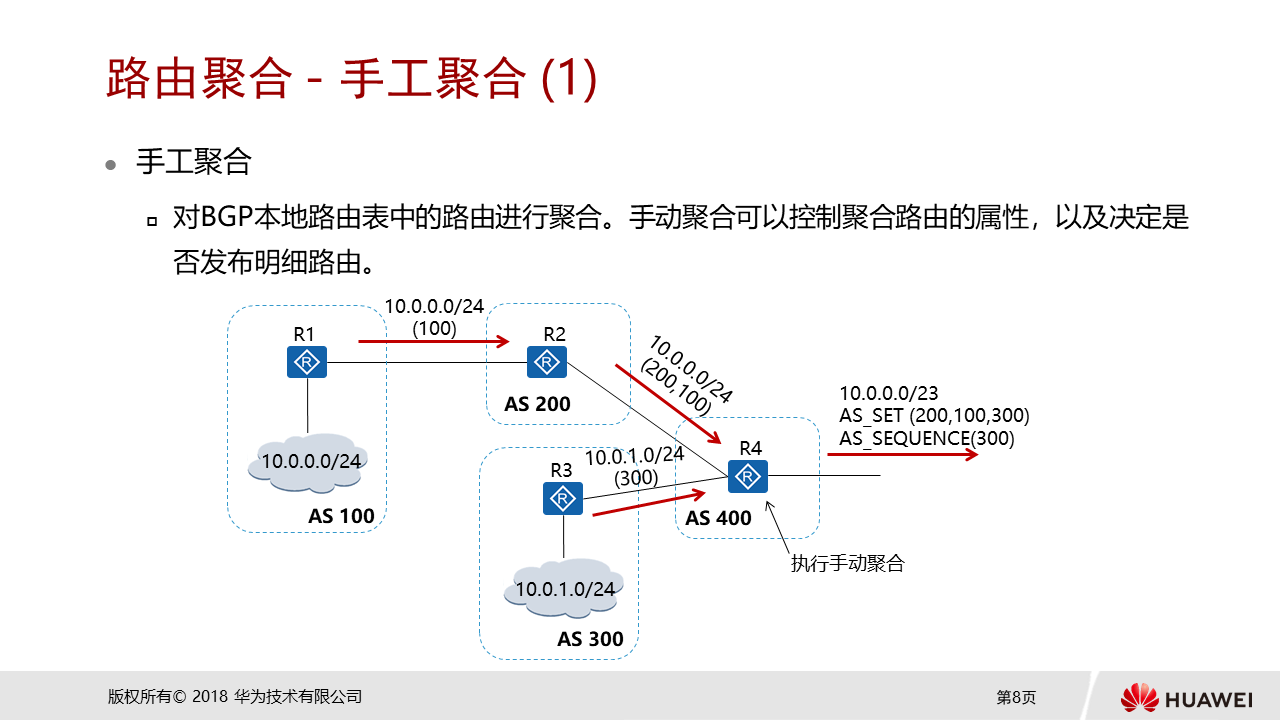 路由聚合 - 手工聚合 (1)
手工聚合
对BGP本地路由表中的路由进行聚合。手动聚合可以控制聚合路由的属性，以及决定是
否发布明细路由。
10.0.0.0/24
(100)
R1
R2
R
R
AS 200
10.0.0.0/24
(200,100)
10.0.0.0/23
AS_SET (200,100,300)
AS_SEQUENCE(300)
10.0.0.0/24
AS 100
10.0.1.0/24
(300)
R3
R
R4
R
AS 400
执行手动聚合
10.0.1.0/24
AS 300
版权所有© 2018 华为技术有限公司
第8页
HUAWEI